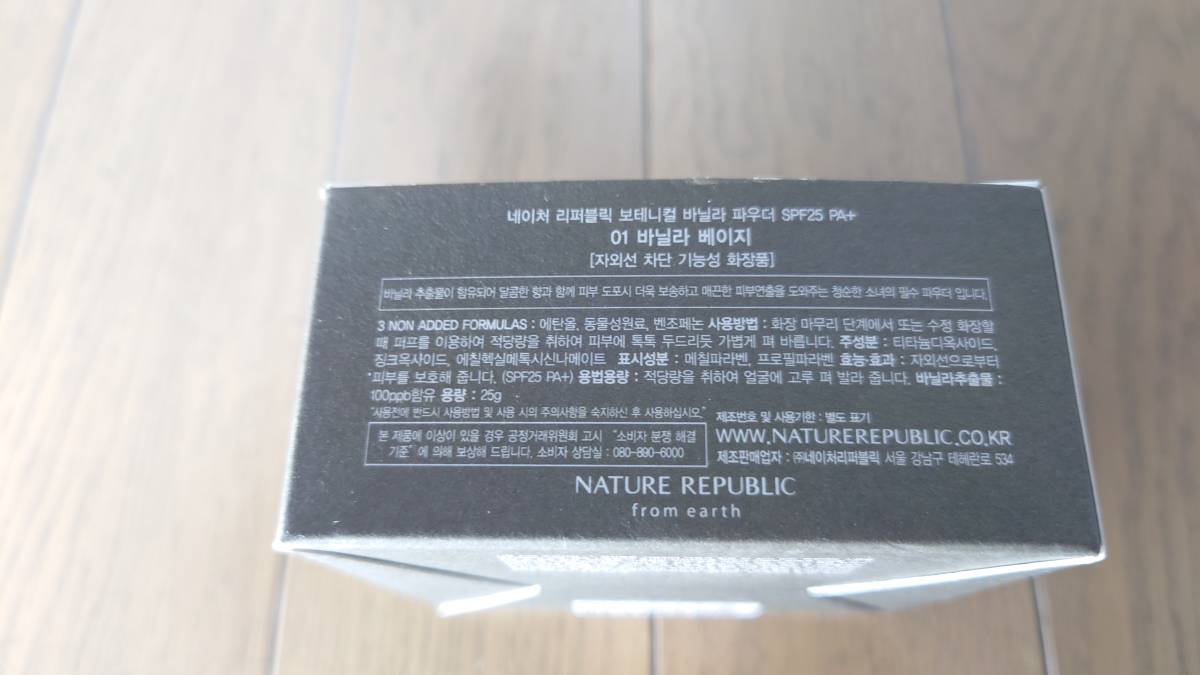 네이처 리퍼블릭 보테니컬 바닐라 파우더 SPF25 PA+
01 바닐라 베이지
[자외선 차단 기능성 화장품]
바닐라 추출물이 함유되어 달콤한 향과 함께 피부 도포시 더욱 보송하고 매끈한 피부연출을 도와주는 청순한 소녀의 필수 파우더 입니다.
3 NON ADDED FORMULAS : 에탄올, 동물성원료, 벤조페논 사용방법 : 화장 마무리 단계에서 또는 수정 화장할
때 퍼프를 이용하여 적당량을 취하여 피부에 톡톡 두드리듯 가볍게 펴 바릅니다. 주성분 : 티타늄디옥사이드,
징크옥사이드, 에칠헥실메톡시신나메이트 표시성분 : 메칠파라벤, 프로필파라벤 효능·효과 : 자외선으로부터
피부를 보호해 줍니다. (SPF25 PA+) 용법용량 : 적당량을 취하여 얼굴에 고루 펴 발라 줍니다. 바닐라추출물 :
100ppb함유 용량 : 25g
"사용전에 반드시 사용방법 및 사용 시의 주의사항을 숙지하신 후 사용하십시오."
본 제품에 이상이 있을 경우 공정거래위원회 고시 "소비자 분쟁 해결
기준" 에 의해 보상해 드립니다. 소비자 상담실 : 080-890-6000
제조번호 및 사용기한 : 별도 표기
WWW.NATUREREPUBLIC.CO.KR
제조판매업자 : ㈜네이처리퍼블릭 서울 강남구 테헤란로 534
NATURE REPUBLIC
from earth